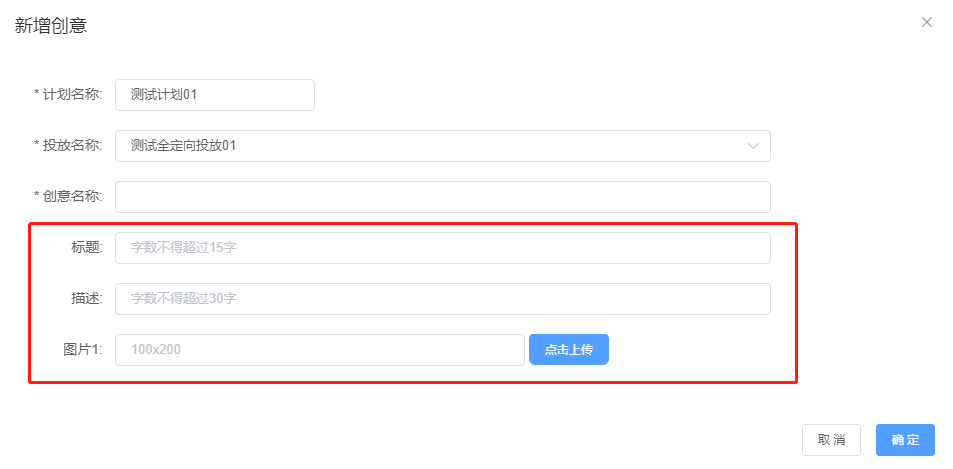 新增创意
* 计划名称: 测试计划01
* 投放名称: 测试全定向投放01
* 创意名称:
标题: 字数不得超过15字
描述: 字数不得超过30字
图片1: 100x200 点击上传
取消 确定